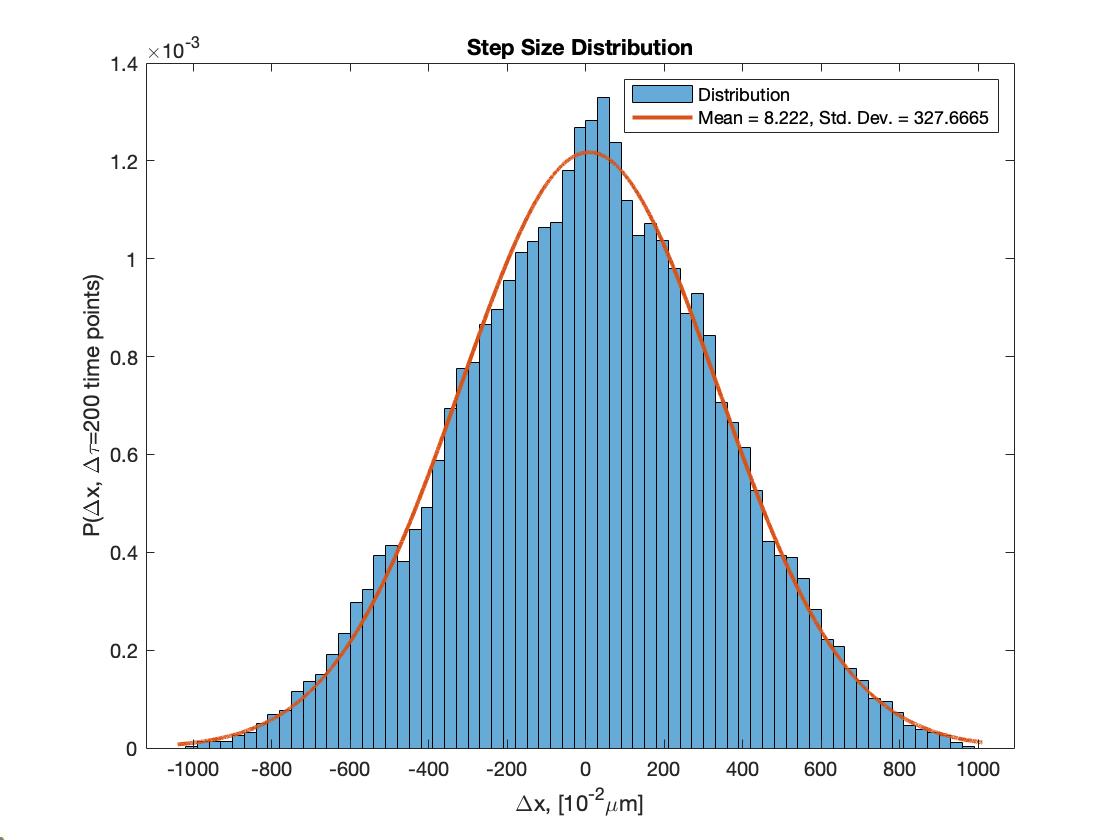 Step Size Distribution
×10⁻³
Distribution
Mean = 8.222, Std. Dev. = 327.6665
1.4
1.2
1
0.8
0.6
0.4
0.2
0
P(Δx, Δτ=200 time points)
-1000 -800 -600 -400 -200 0 200 400 600 800 1000
Δx, [10⁻²μm]